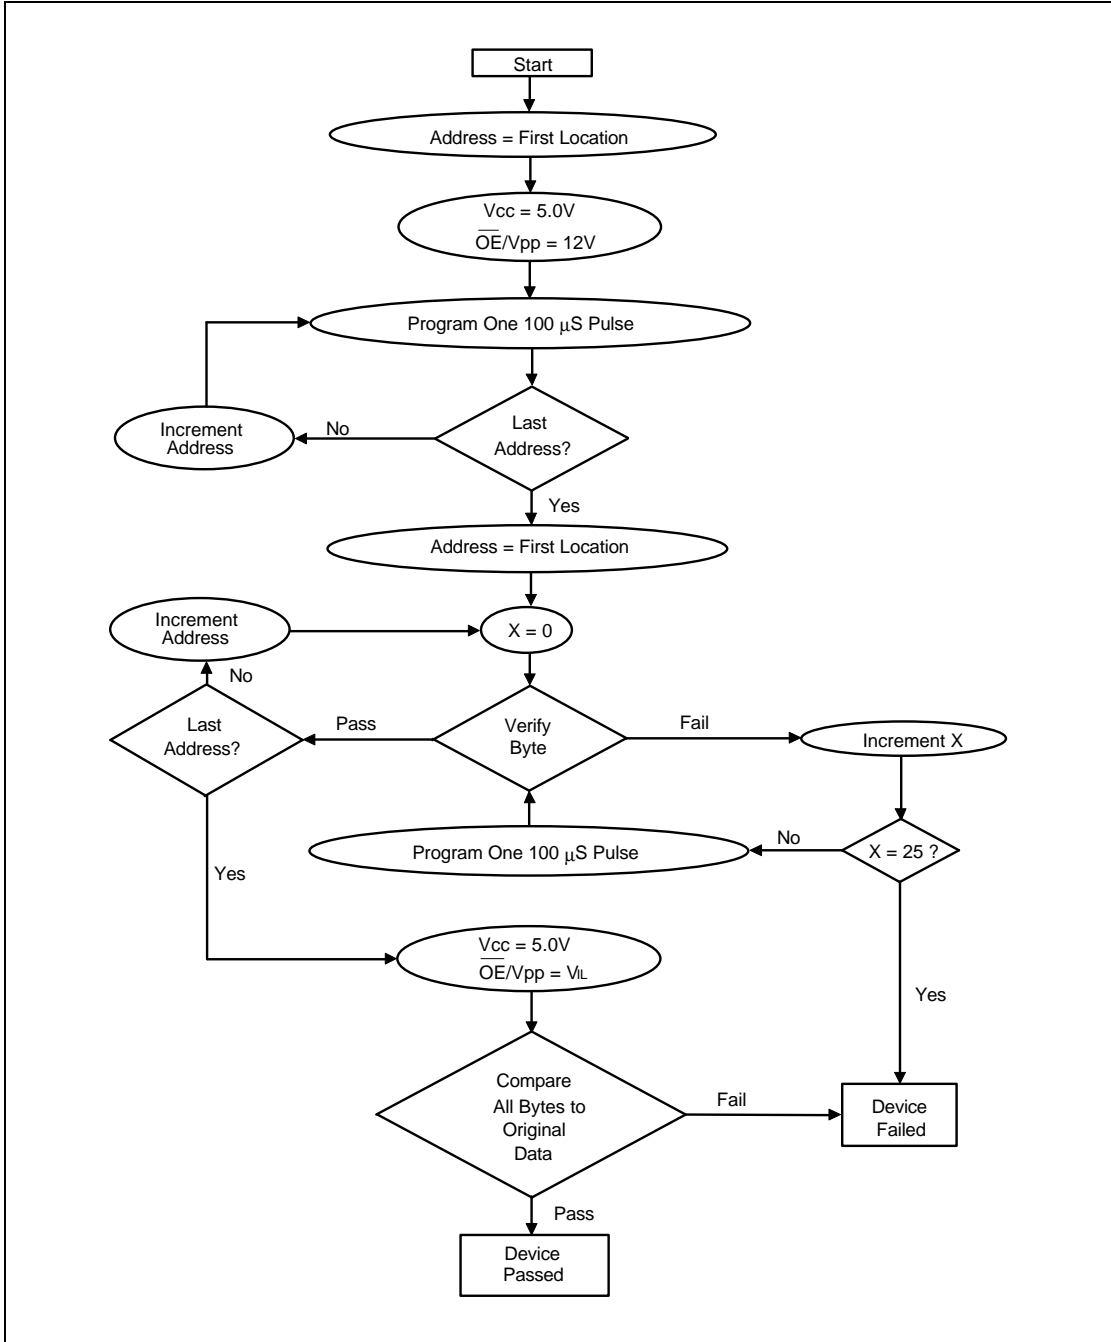 Start
Address = First Location
Vcc = 5.0V
OE/Vpp = 12V
Program One 100 μS Pulse
Last
Address?
No
Increment
Address
Yes
Address = First Location
Increment
Address
X = 0
No
Last
Address?
Pass
Verify
Byte
Fail
Increment X
Program One 100 μS Pulse
No
X = 25 ?
Yes
Vcc = 5.0V
OE/Vpp = VIL
Yes
Compare
All Bytes to
Original
Data
Fail
Device
Failed
Pass
Device
Passed